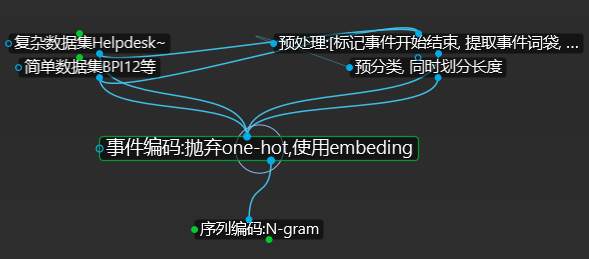 复杂数据集Helpdesk~
预处理:[标记事件开始结束, 提取事件词袋, ...
简单数据集BPI12等
预分类, 同时划分长度
事件编码:抛弃one-hot,使用embeding
序列编码:N-gram